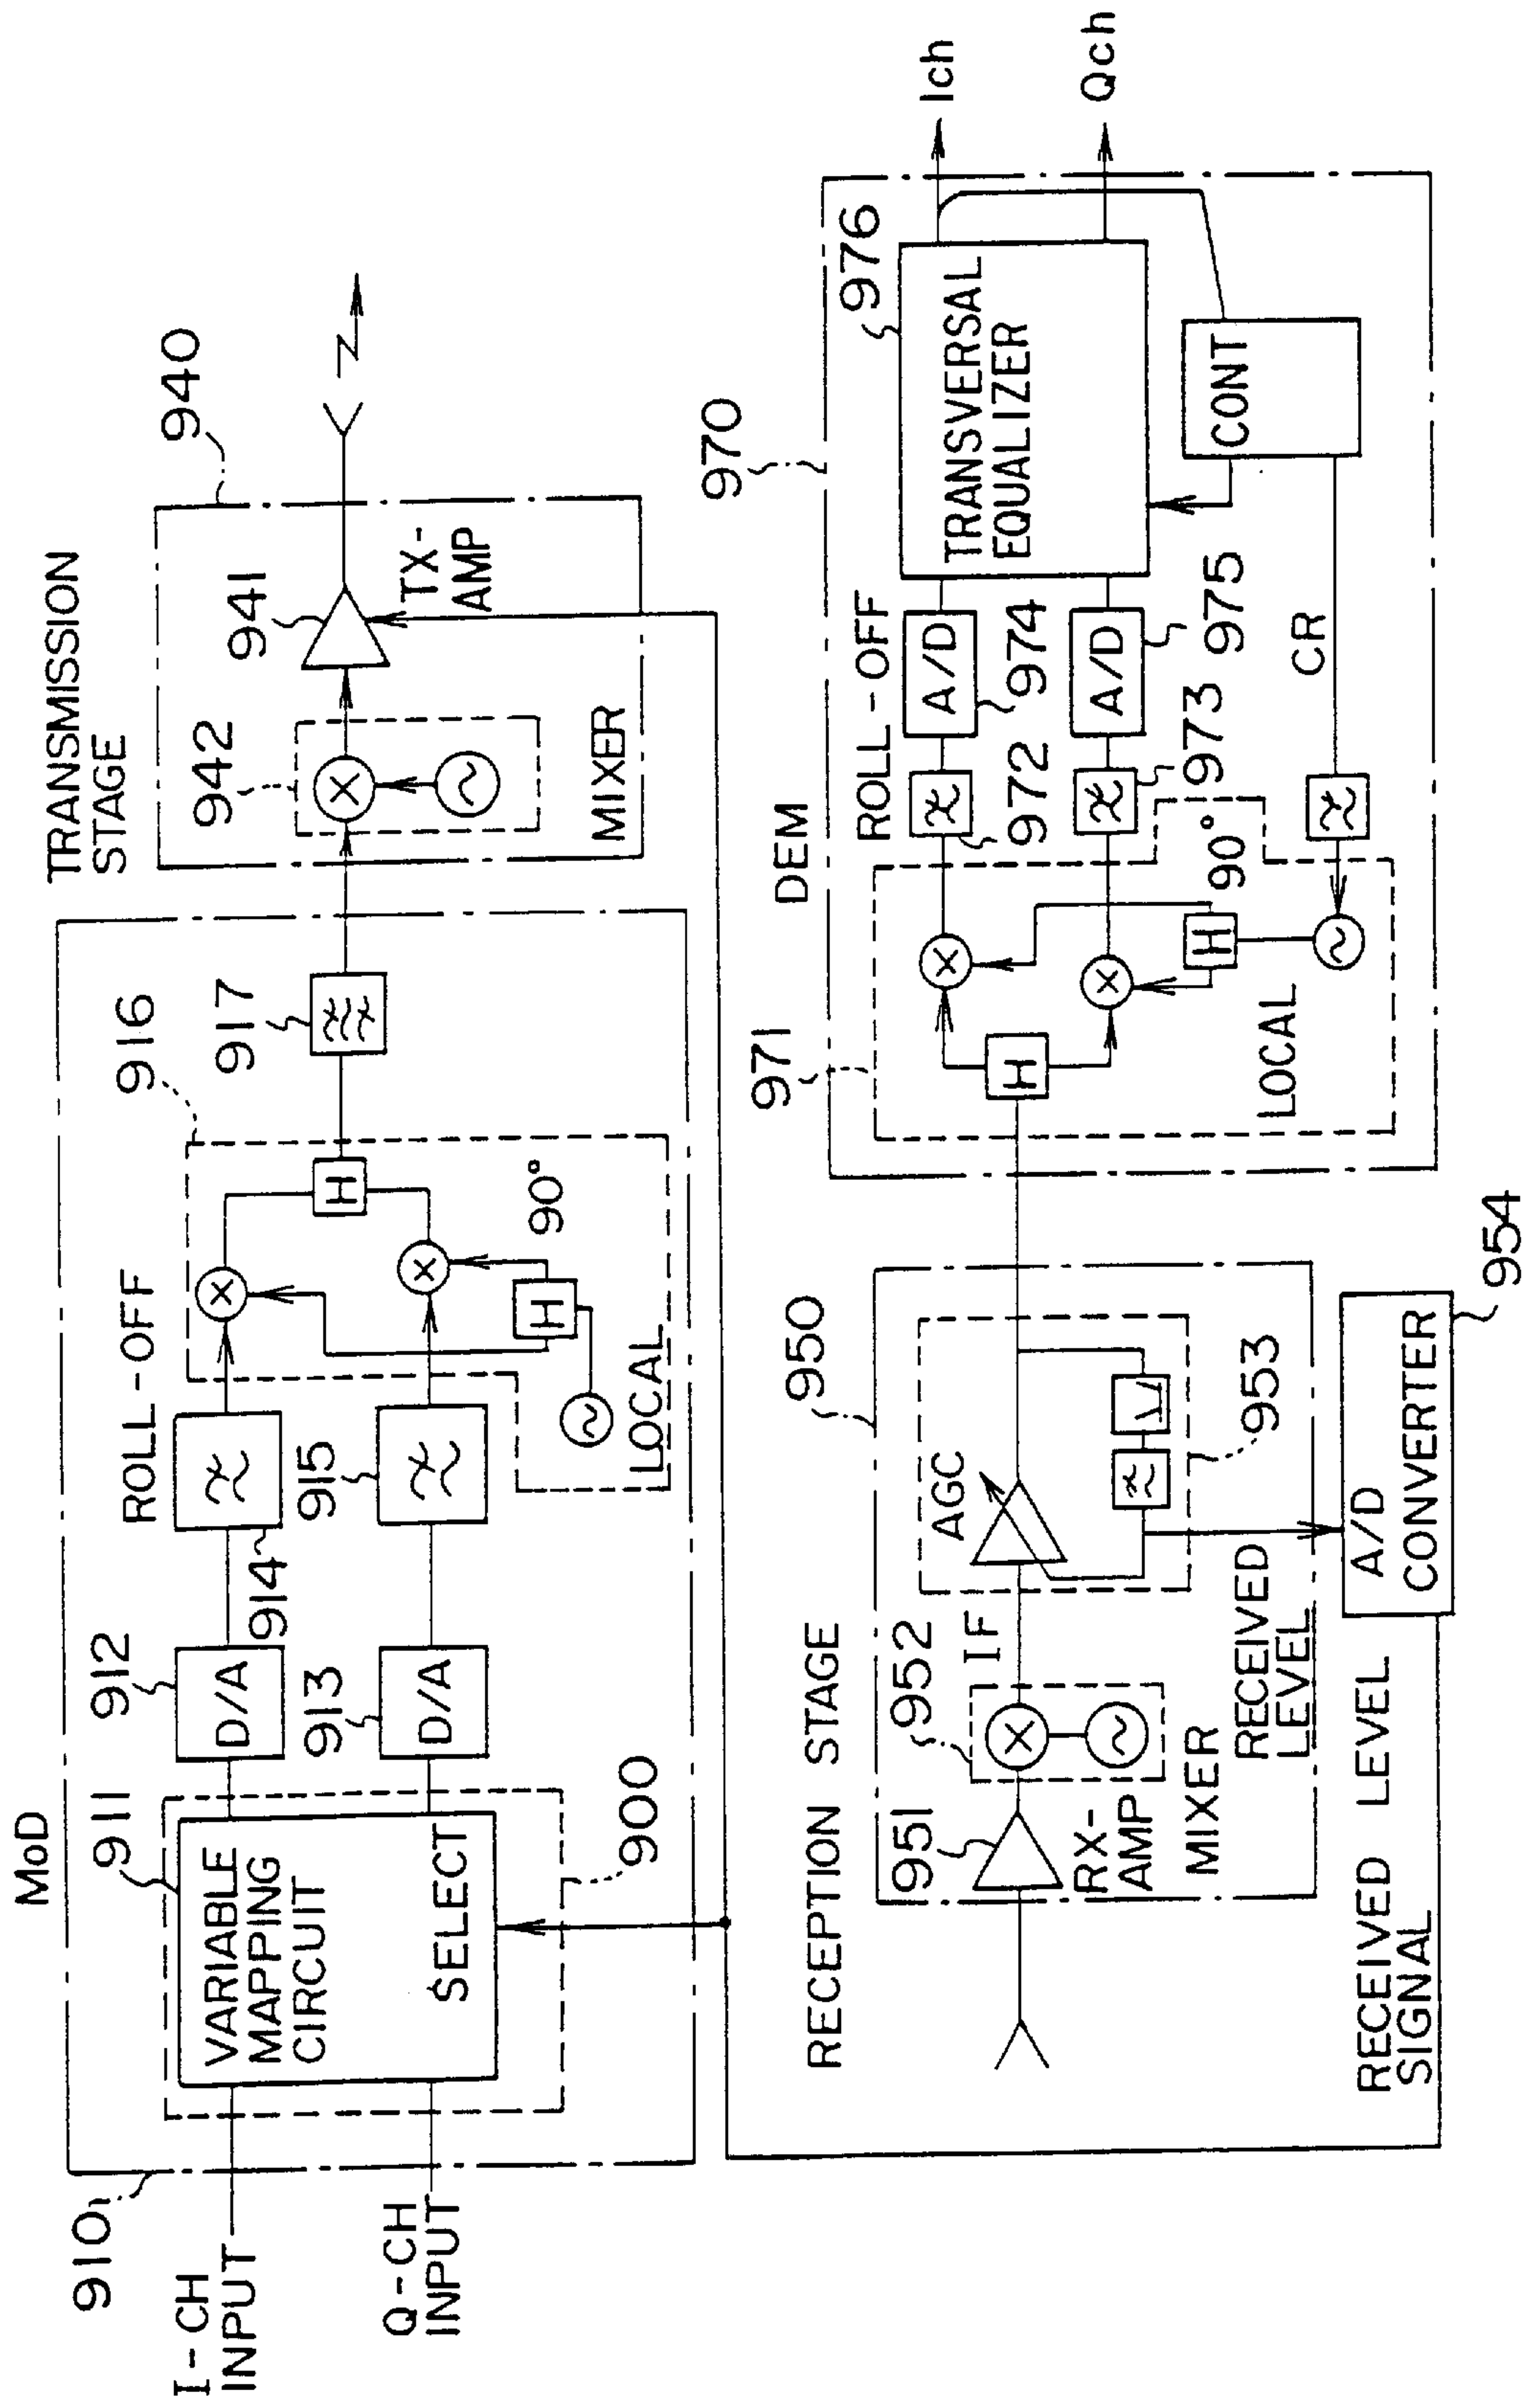 MoD
910
I-CH
INPUT
Q-CH
INPUT
911
VARIABLE
MAPPING
CIRCUIT
SELECT
900
912
D/A
913
D/A
ROLL-OFF
914
915
916
H
H
90°
LOCAL
917
TRANSMISSION
STAGE
940
942
MIXER
941
TX-
AMP
RECEPTION STAGE
950
951
RX-
AMP
952
MIXER
IF
AGC
953
RECEIVED
LEVEL
A/D
CONVERTER
954
RECEIVED LEVEL
RECEIVED
SIGNAL
DEM
970
971
H
H
90°
LOCAL
ROLL-OFF
972
973
A/D
974
A/D
975
CR
976
TRANSVERSAL
EQUALIZER
CONT
Ich
Qch